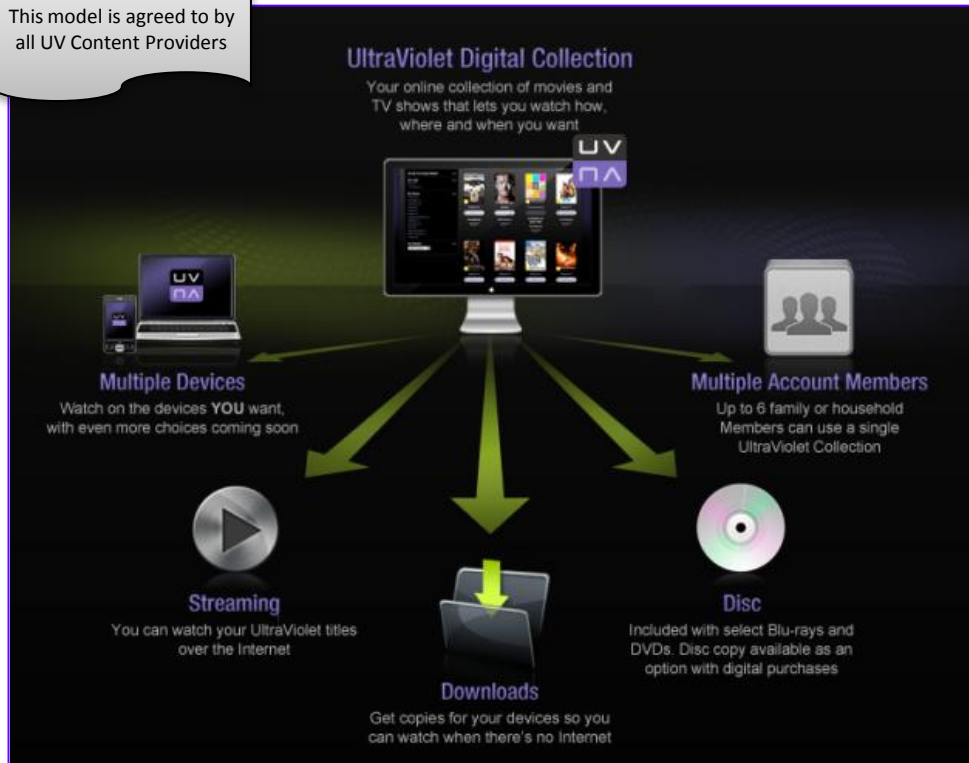 This model is agreed to by
all UV Content Providers
UltraViolet Digital Collection
Your online collection of movies and
TV shows that lets you watch how,
where and when you want
UV
UV
Multiple Devices
Watch on the devices YOU want,
with even more choices coming soon
Multiple Account Members
Up to 6 family or household
Members can use a single
UltraViolet Collection
Streaming
You can watch your UltraViolet titles
over the Internet
Disc
Included with select Blu-rays and
DVDs. Disc copy available as an
option with digital purchases
Downloads
Get copies for your devices so you
can watch when there's no Internet